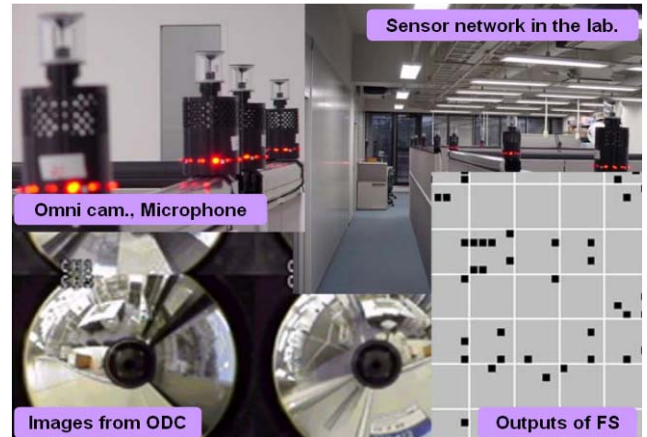 Sensor network in the lab.
Omni cam., Microphone
Images from ODC
Outputs of FS